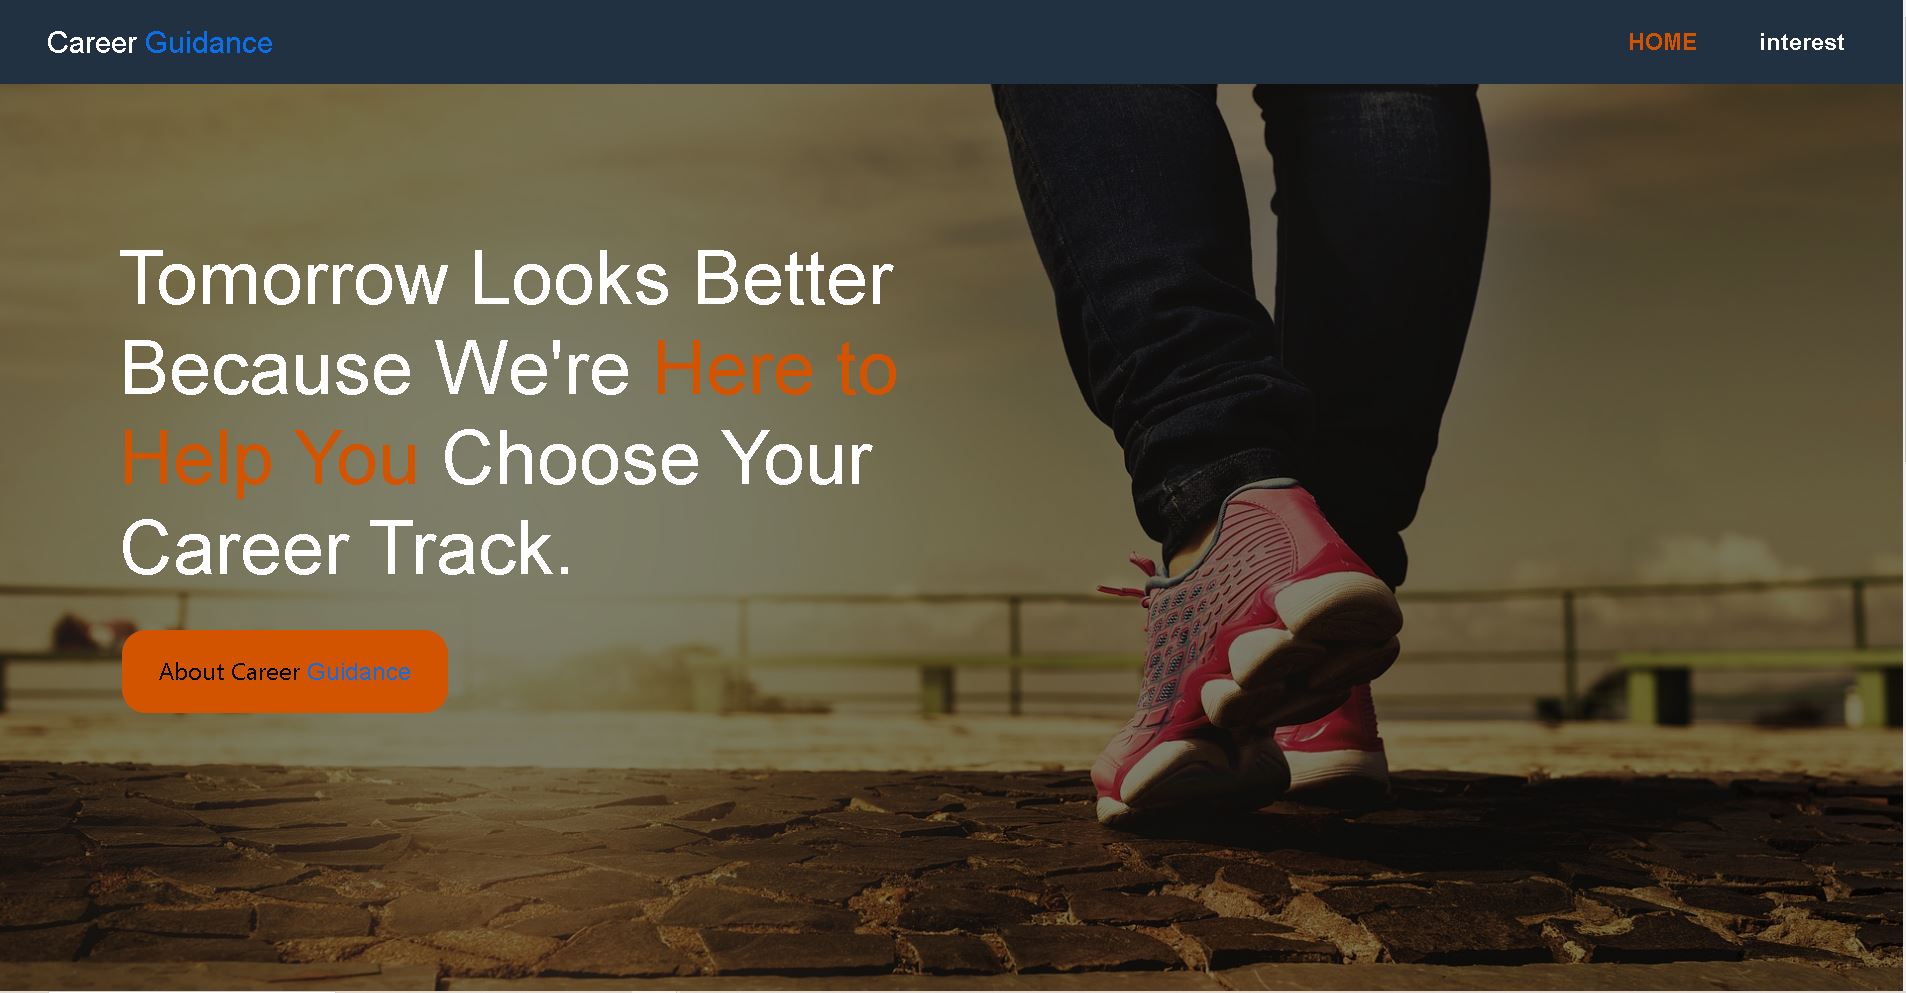 Career Guidance
HOME
interest
Tomorrow Looks Better
Because We're Here to
Help You Choose Your
Career Track.
About Career Guidance